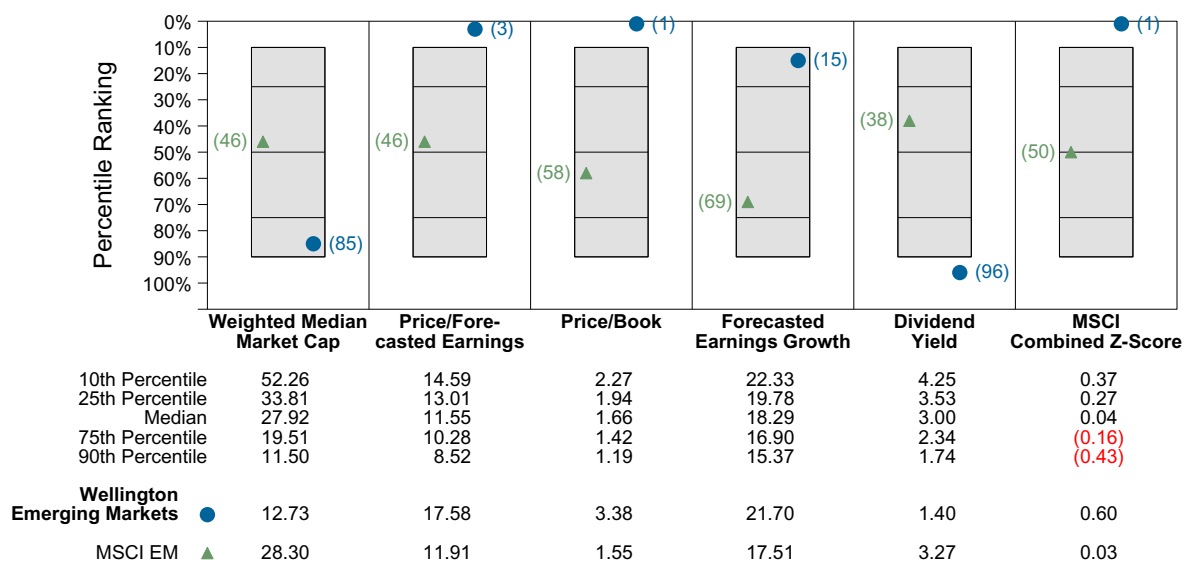 Percentile Ranking
0%
10%
20%
30%
40%
50%
60%
70%
80%
90%
100%
(46)
(85)
(3)
(46)
(1)
(58)
(15)
(69)
(38)
(96)
(1)
(50)
Weighted Median
Market Cap
Price/Fore-
casted Earnings
Price/Book
Forecasted
Earnings Growth
Dividend
Yield
MSCI
Combined Z-Score
10th Percentile 52.26 14.59 2.27 22.33 4.25 0.37
25th Percentile 33.81 13.01 1.94 19.78 3.53 0.27
Median 27.92 11.55 1.66 18.29 3.00 0.04
75th Percentile 19.51 10.28 1.42 16.90 2.34 (0.16)
90th Percentile 11.50 8.52 1.19 15.37 1.74 (0.43)
Wellington
Emerging Markets 12.73 17.58 3.38 21.70 1.40 0.60
MSCI EM 28.30 11.91 1.55 17.51 3.27 0.03